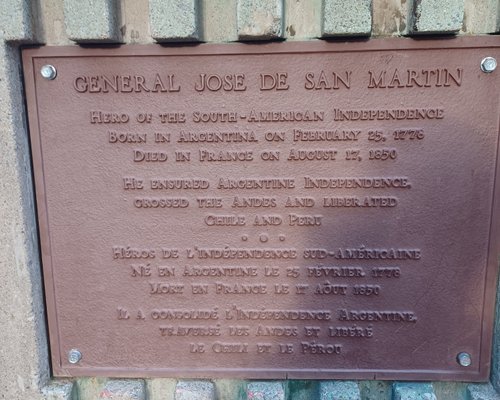 GENERAL JOSE DE SAN MARTIN
HERO OF THE SOUTH-AMERICAN INDEPENDENCE
BORN IN ARGENTINA ON FEBRUARY 25, 1778
DIED IN FRANCE ON AUGUST 17, 1850
HE ENSURED ARGENTINE INDEPENDENCE,
CROSSED THE ANDES AND LIBERATED
CHILE AND PERU
HÉROS DE L'INDÉPENDENCE SUD-AMÉRICAINE
NÉ EN ARGENTINE LE 25 FÉVRIER 1778
MORT EN FRANCE LE 17 AOÛT 1850
IL A CONSOLIDÉ L'INDÉPENDENCE ARGENTINE,
TRAVERSÉ LES ANDES ET LIBÉRÉ
LE CHILI ET LE PÉROU